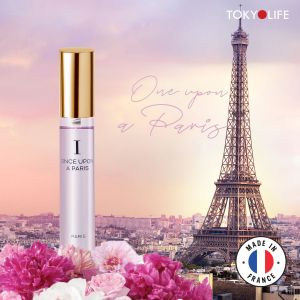 TOKYOLIFE
One upon
a Paris
I
ONCE UPON
A PARIS
PARIS
MADE IN
FRANCE